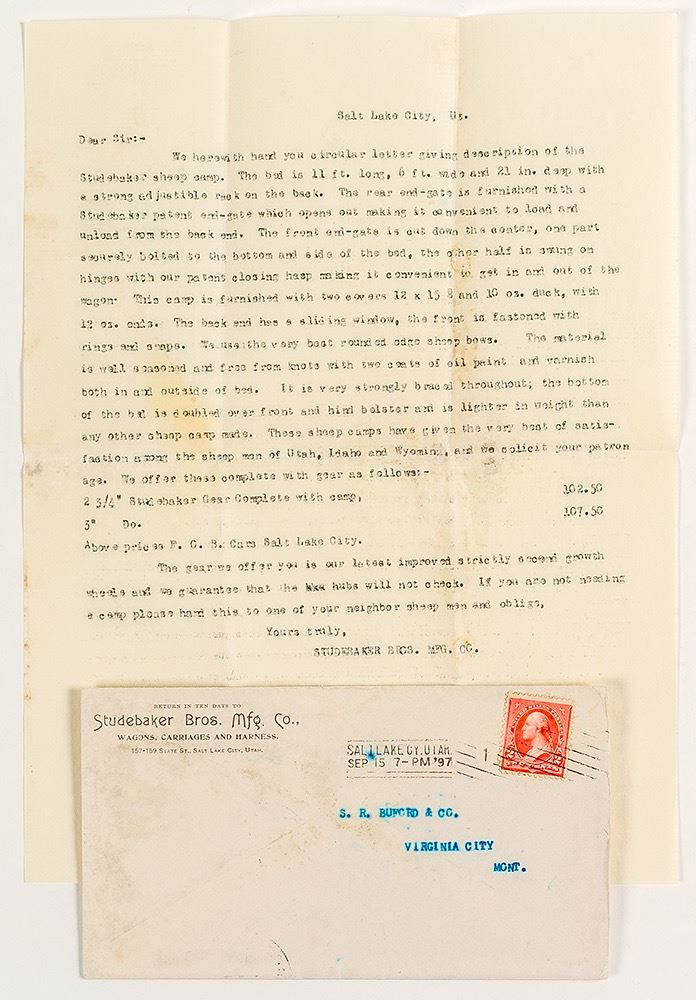 Salt Lake City, Ut.
Dear Sir:-
We herewith hand you circular letter giving description of the
Studebaker sheep camp. The bed is 11 ft. long, 6 ft. wide and 21 in. deep with
a strong adjustible rack on the back. The rear end-gate is furnished with a
Studebaker patent end-gate which opens out making it convenient to load and
unload from the back end. The front end-gate is cut down the center, one part
securely bolted to the bottom and side of the bed, the other half is swung on
hinges with our patent closing hasp making it convenient to get in and out of the
wagon. This camp is furnished with two covers 12 x 15 8 and 10 oz. duck, with
12 oz. ends. The back end has a sliding window, the front is fastened with
rings and snaps. We use the very best rounded edge sheep bows. The material
is well seasoned and free from knots with two coats of oil paint and varnish
both in and outside of bed. It is very strongly braced throughout; the bottom
of the bed is doubled over front and hind bolster and is lighter in weight than
any other sheep camp made. These sheep camps have given the very best of satis-
faction among the sheep men of Utah, Idaho and Wyoming, and we solicit your patron
age. We offer these complete with gear as follows:-
2 3/4" Studebaker Gear Complete with camp, 102.50
3" Do. 107.50
Above prices F. O. B. Cars Salt Lake City.
The gear we offer you is our latest improved strictly second growth
wheels and we guarantee that the hubs will not check. If you are not needing
a camp please hand this to one of your neighbor sheep men and oblige,
Yours truly,
STUDEBAKER BROS. MFG. CO.
RETURN IN TEN DAYS TO
Studebaker Bros. Mfg. Co.,
WAGONS, CARRIAGES AND HARNESS.
157-159 STATE ST., SALT LAKE CITY, UTAH.
SALT LAKE CY. UTAH.
SEP 15 7-PM '97
1
UNITED STATES POSTAGE
2 2
TWO CENTS
S. R. BUFORD & CO.
VIRGINIA CITY
MONT.